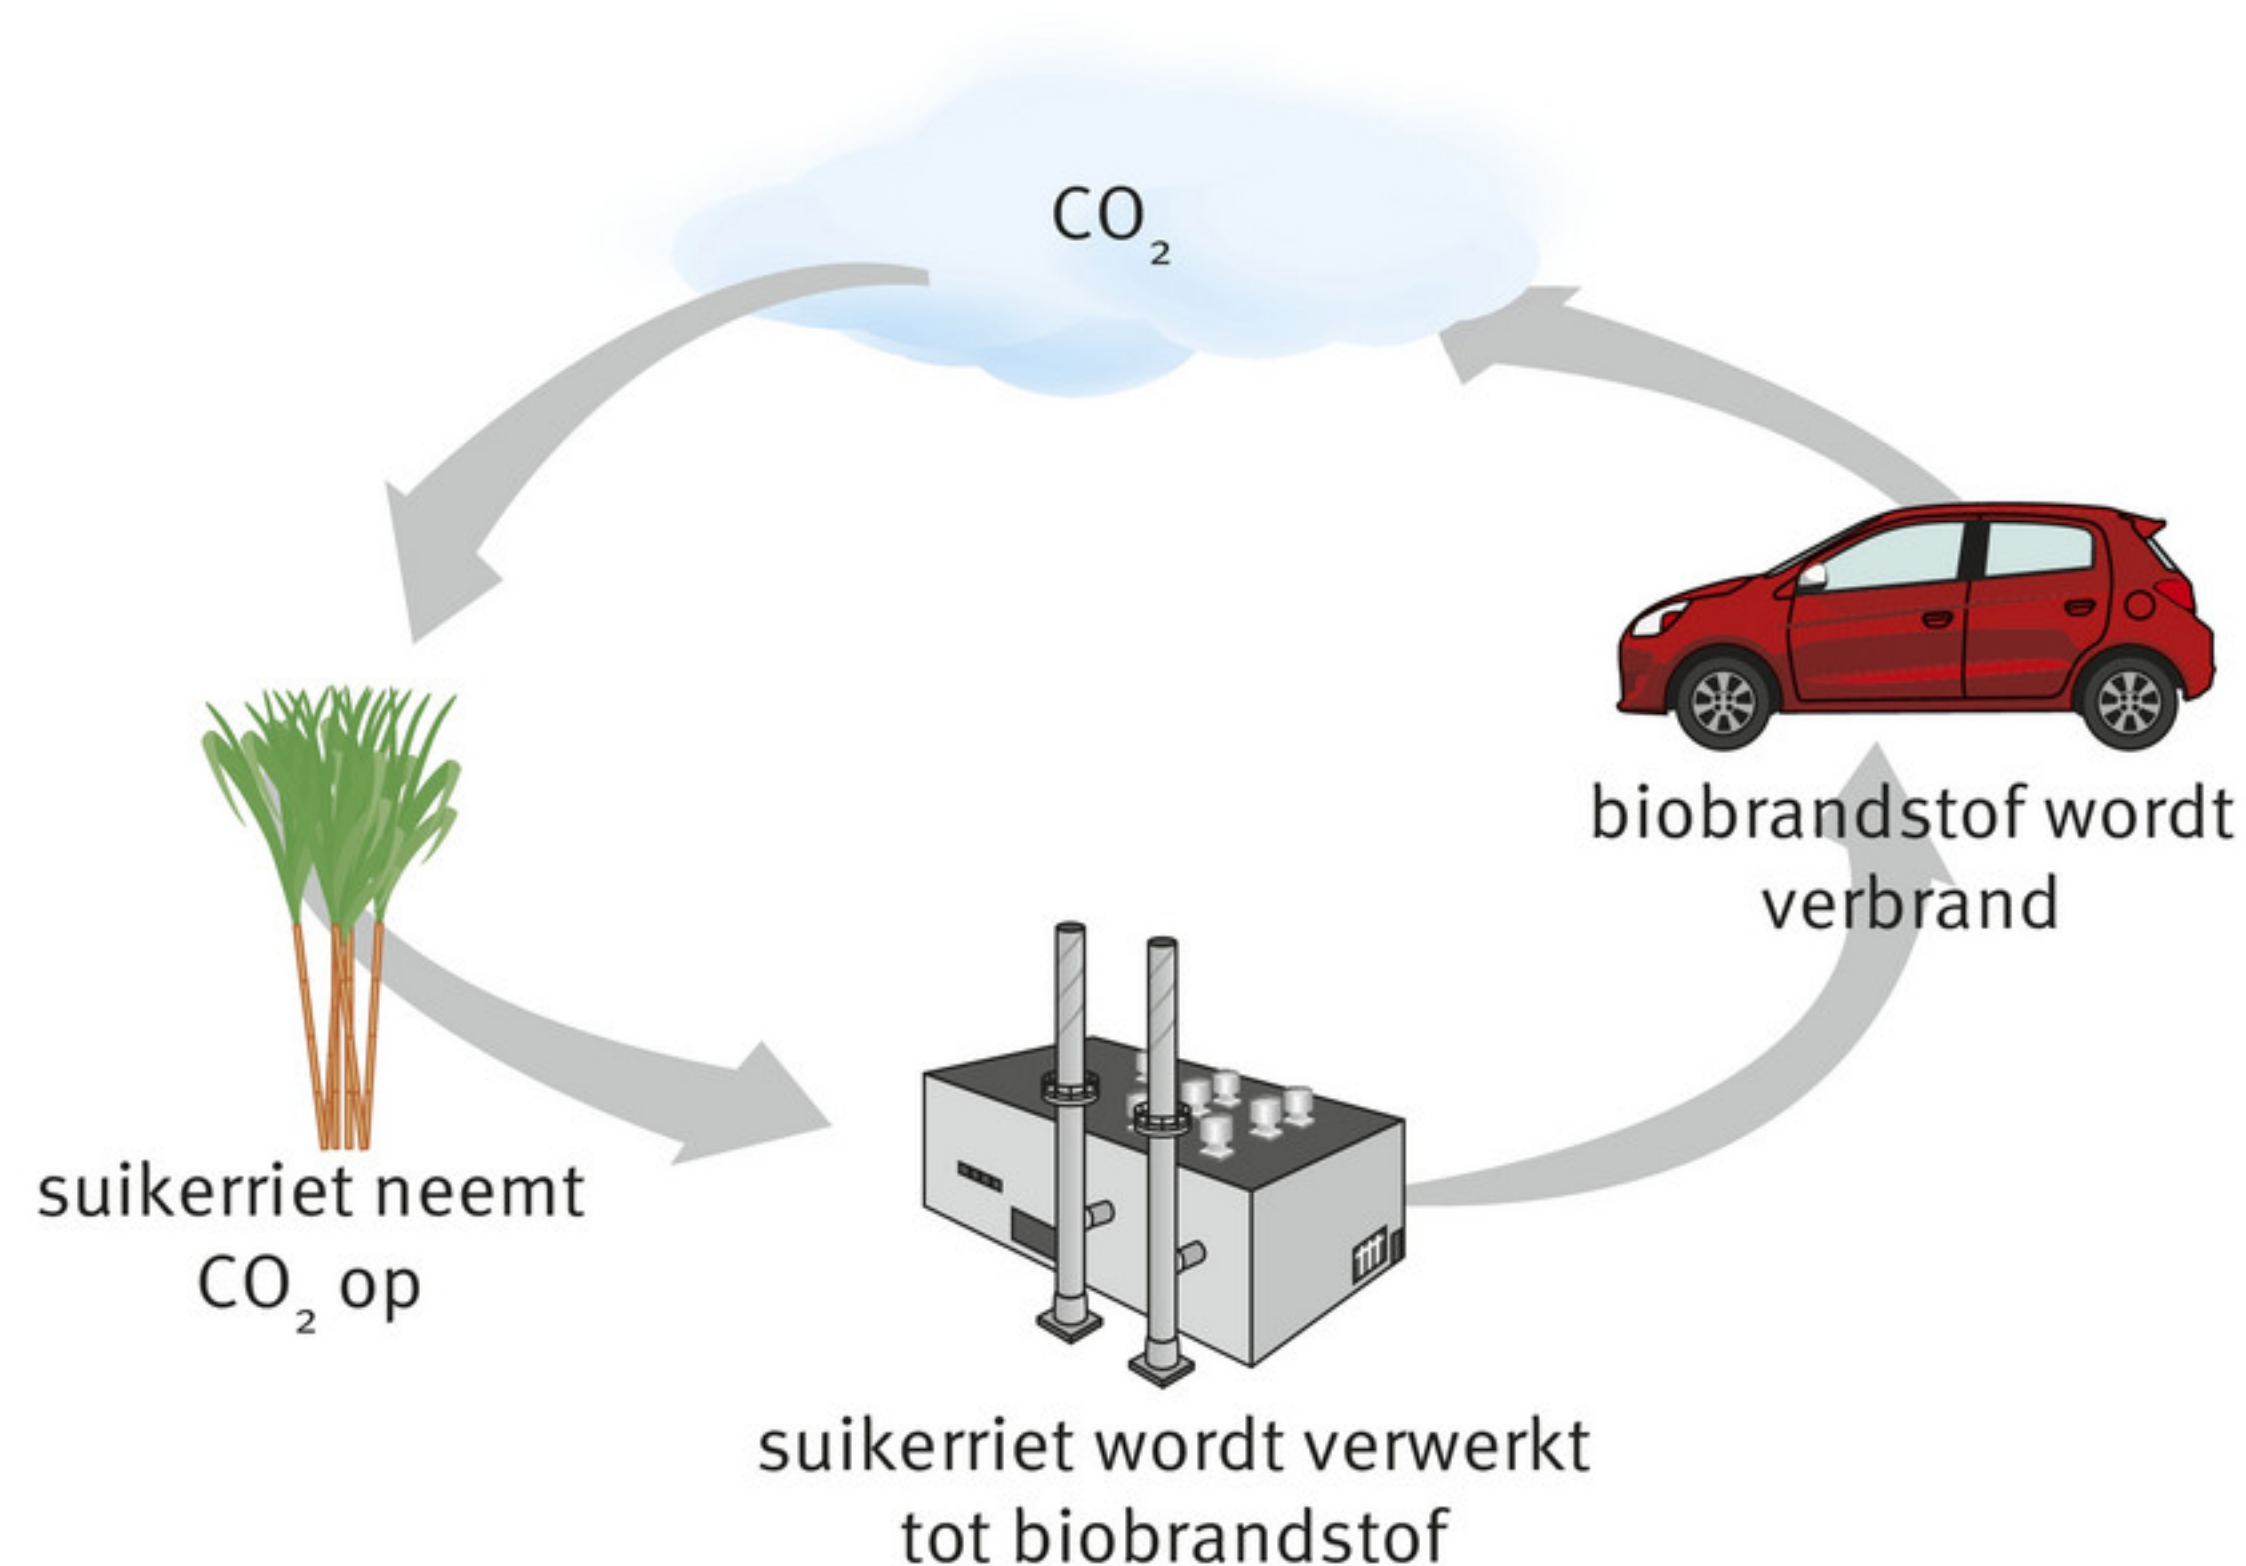 CO₂
biobrandstof wordt
verbrand
suikerriet neemt
CO₂ op
suikerriet wordt verwerkt
tot biobrandstof